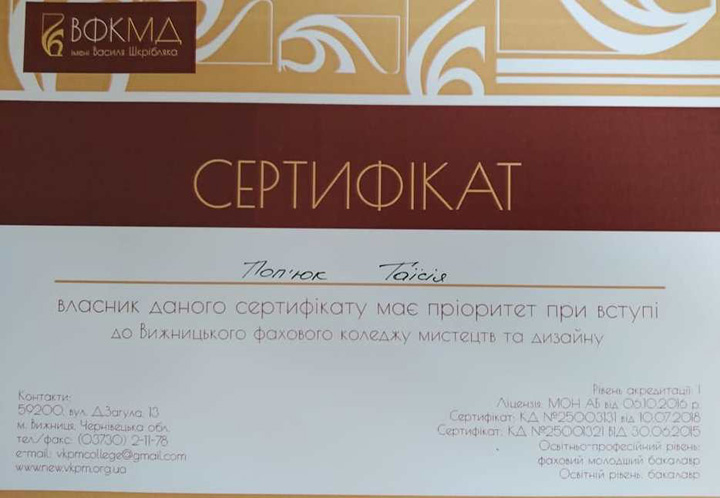 ВФКМД
імені Василя Шкрібляка
СЕРТИФІКАТ
Поп'юк Таїсія
власник даного сертифікату має пріоритет при вступі
до Вижницького фахового коледжу мистецтв та дизайну
Контакти:
59200, вул. Д.Загула, 13
м. Вижниця, Чернівецька обл.
тел/факс: (03730) 2-11-78
e-mail: vkpmcollege@gmail.com
www.new.vkpm.org.ua
Рівень акредитації: I
Ліцензія: МОН АБ від 06.10.2016 р.
Сертифікат: КД №25003131 від 10.07.2018
Сертифікат: КД №25001321 ВІД 30.06.2015
Освітньо-професійний рівень:
фаховий молодший бакалавр
Освітній рівень: бакалавр